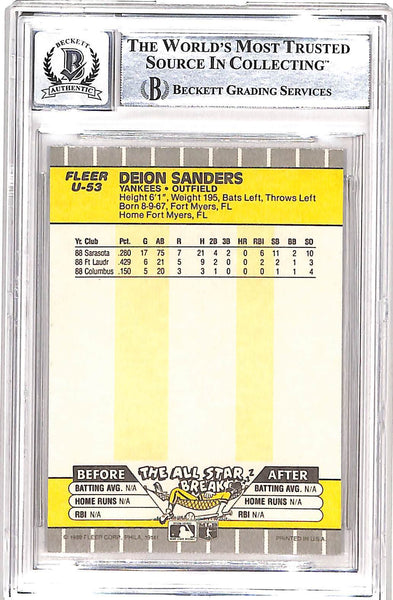 BECKETT
AUTHENTIC
THE WORLD'S MOST TRUSTED
SOURCE IN COLLECTING™
B BECKETT GRADING SERVICES
FLEER
U-53
DEION SANDERS
YANKEES • OUTFIELD
Height 6'1", Weight 195, Bats Left, Throws Left
Born 8-9-67, Fort Myers, FL
Home Fort Myers, FL
Yr. Club Pct. G AB R H 2B 3B HR RBI SB BB SO
88 Sarasota .280 17 75 7 21 4 2 0 6 11 2 10
88 Ft Laudr .429 6 21 5 9 2 0 0 2 2 1 3
88 Columbus .150 5 20 3 3 1 0 0 0 1 1 4
BEFORE THE ALL STAR BREAK AFTER
BATTING AVG. N/A BATTING AVG. N/A
HOME RUNS N/A HOME RUNS N/A
RBI N/A RBI N/A
© 1989 FLEER CORP., PHILA., 19141 PRINTED IN U.S.A.